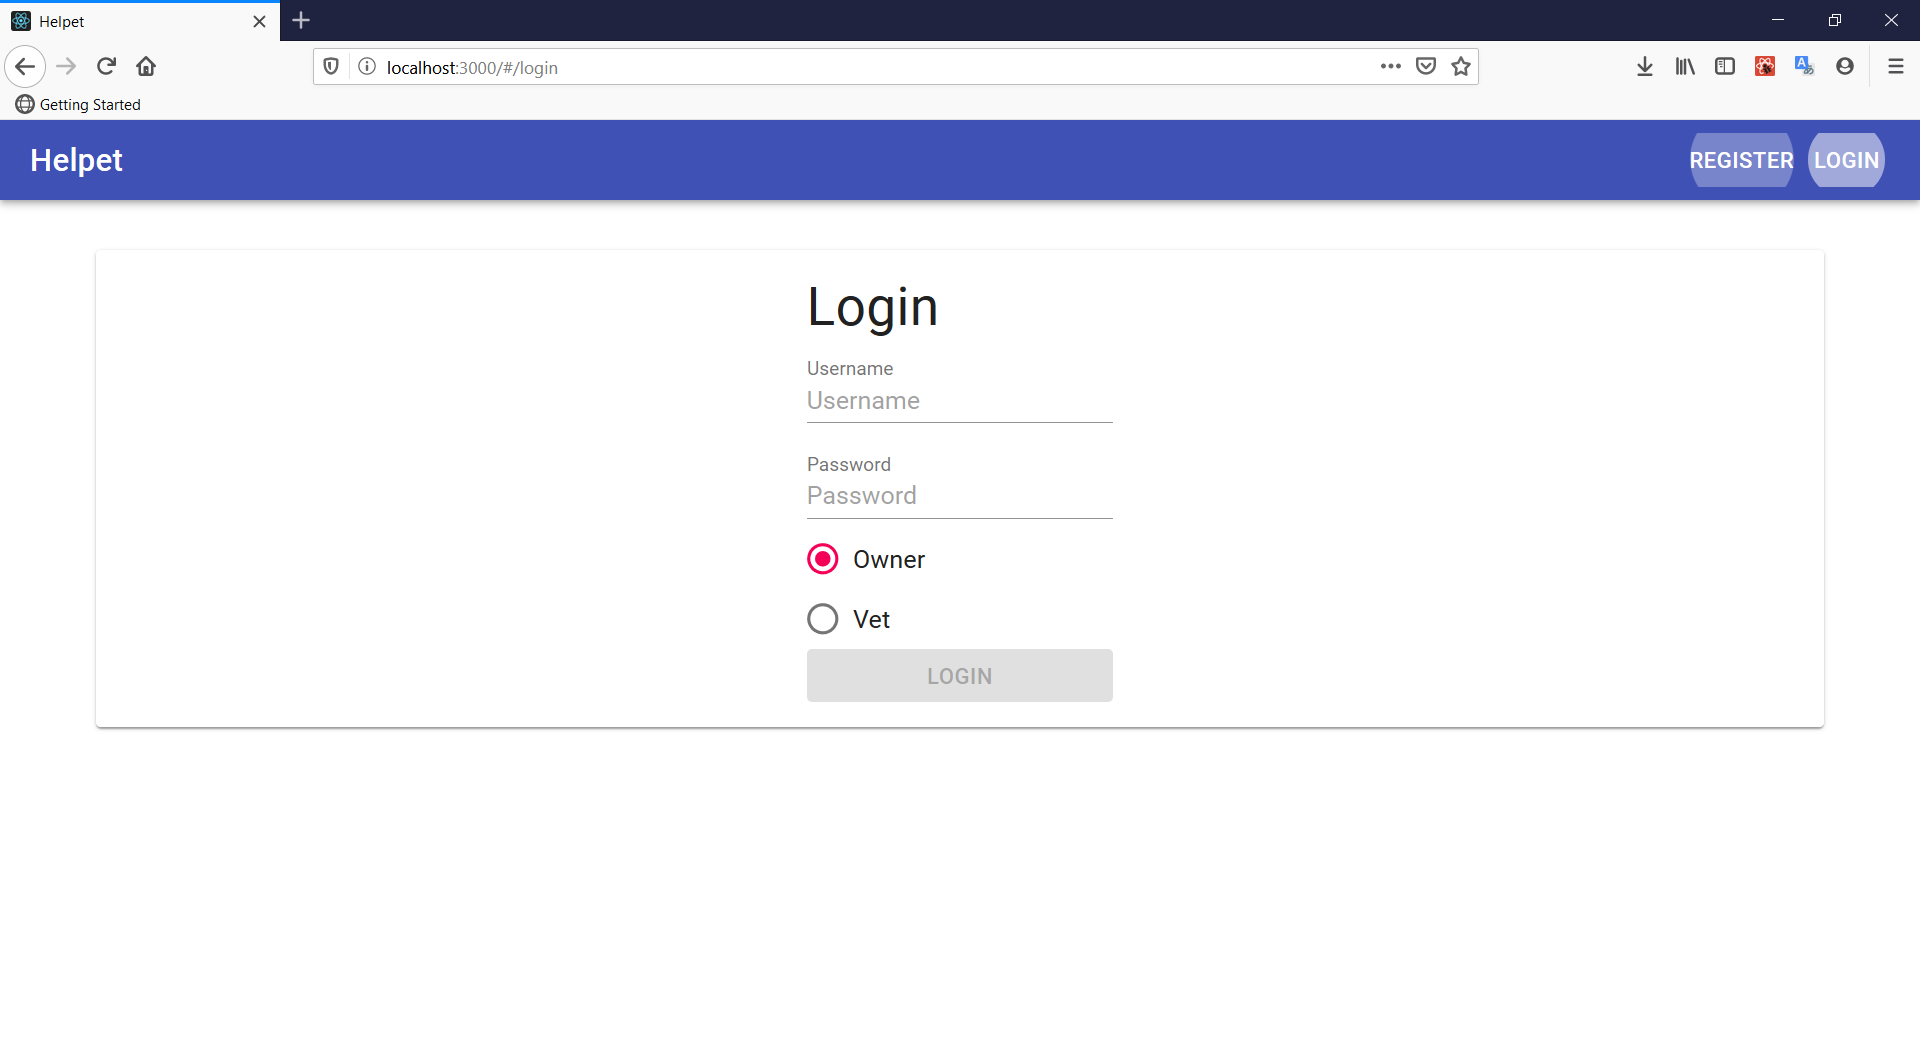 Helpet
localhost:3000/#/login
Getting Started
Helpet
REGISTER LOGIN
Login
Username
Username
Password
Password
Owner
Vet
LOGIN